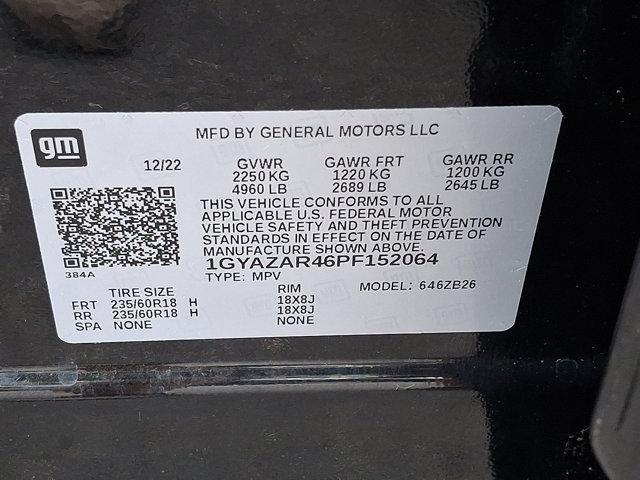 gm
MFD BY GENERAL MOTORS LLC
12/22 GVWR GAWR FRT GAWR RR
2250 KG 1220 KG 1200 KG
4960 LB 2689 LB 2645 LB
THIS VEHICLE CONFORMS TO ALL
APPLICABLE U.S. FEDERAL MOTOR
VEHICLE SAFETY AND THEFT PREVENTION
STANDARDS IN EFFECT ON THE DATE OF
MANUFACTURE SHOWN ABOVE.
384A
1GYAZAR46PF152064
TYPE: MPV MODEL: 646ZB26
TIRE SIZE RIM
FRT 235/60R18 H 18X8J
RR 235/60R18 H 18X8J
SPA NONE NONE